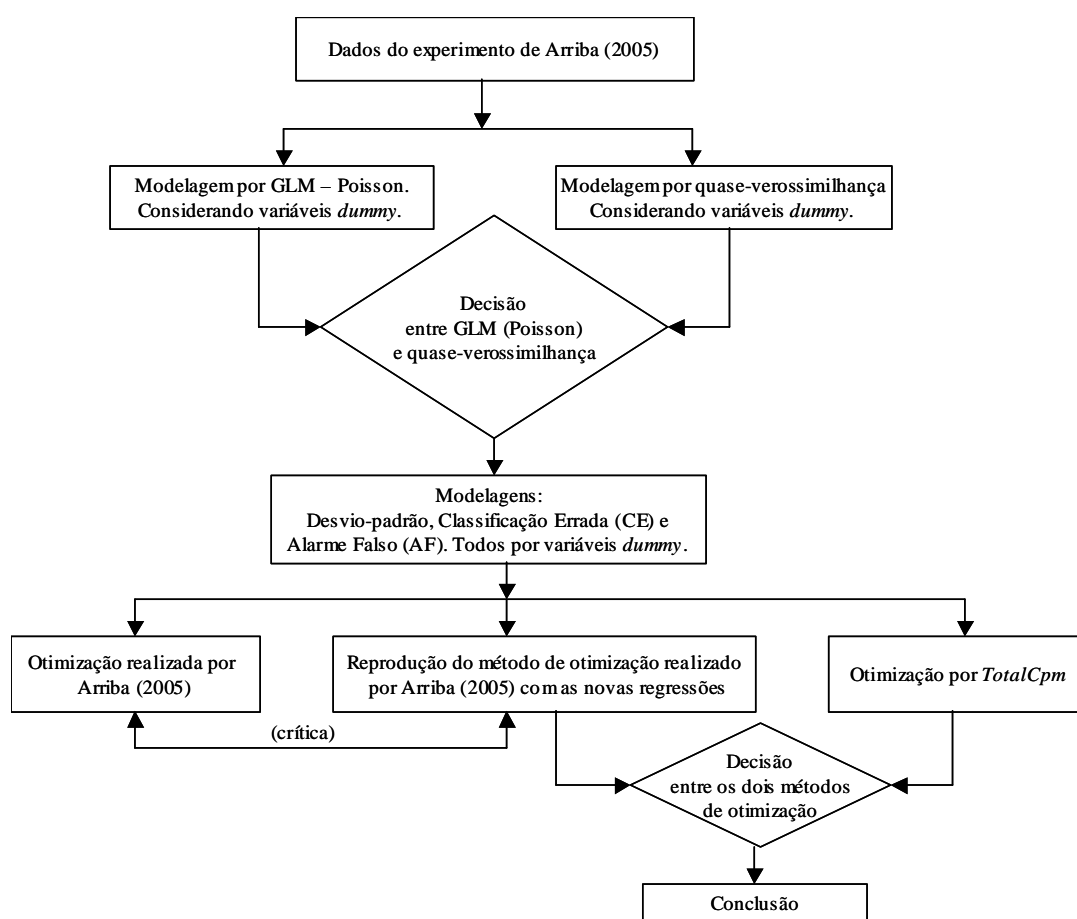 Dados do experimento de Arriba (2005)
Modelagem por GLM – Poisson.
Considerando variáveis dummy.
Modelagem por quase-verossimilhança
Considerando variáveis dummy.
Decisão
entre GLM (Poisson)
e quase-verossimilhança
Modelagens:
Desvio-padrão, Classificação Errada (CE) e
Alarme Falso (AF). Todos por variáveis dummy.
Otimização realizada por
Arriba (2005)
Reprodução do método de otimização realizado
por Arriba (2005) com as novas regressões
Otimização por TotalCpm
(crítica)
Decisão
entre os dois métodos
de otimização
Conclusão